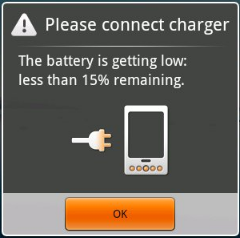 Please connect charger
The battery is getting low:
less than 15% remaining.
OK